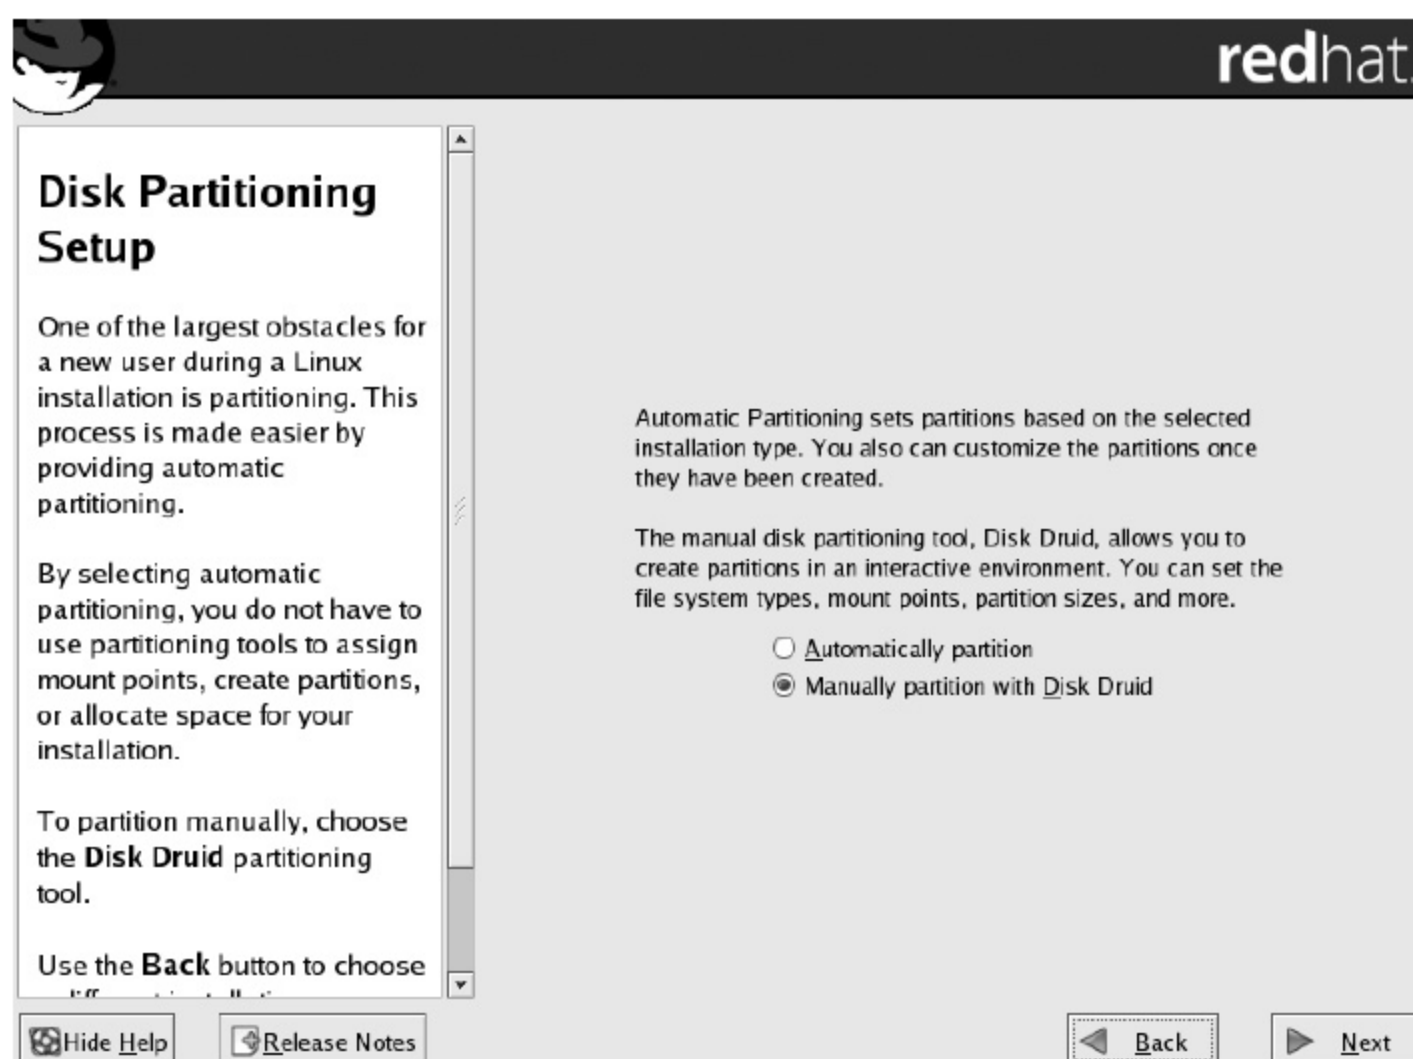 redhat.
Disk Partitioning
Setup
One of the largest obstacles for
a new user during a Linux
installation is partitioning. This
process is made easier by
providing automatic
partitioning.
By selecting automatic
partitioning, you do not have to
use partitioning tools to assign
mount points, create partitions,
or allocate space for your
installation.
To partition manually, choose
the Disk Druid partitioning
tool.
Use the Back button to choose
Automatic Partitioning sets partitions based on the selected
installation type. You also can customize the partitions once
they have been created.
The manual disk partitioning tool, Disk Druid, allows you to
create partitions in an interactive environment. You can set the
file system types, mount points, partition sizes, and more.
Automatically partition
Manually partition with Disk Druid
Hide Help
Release Notes
Back
Next